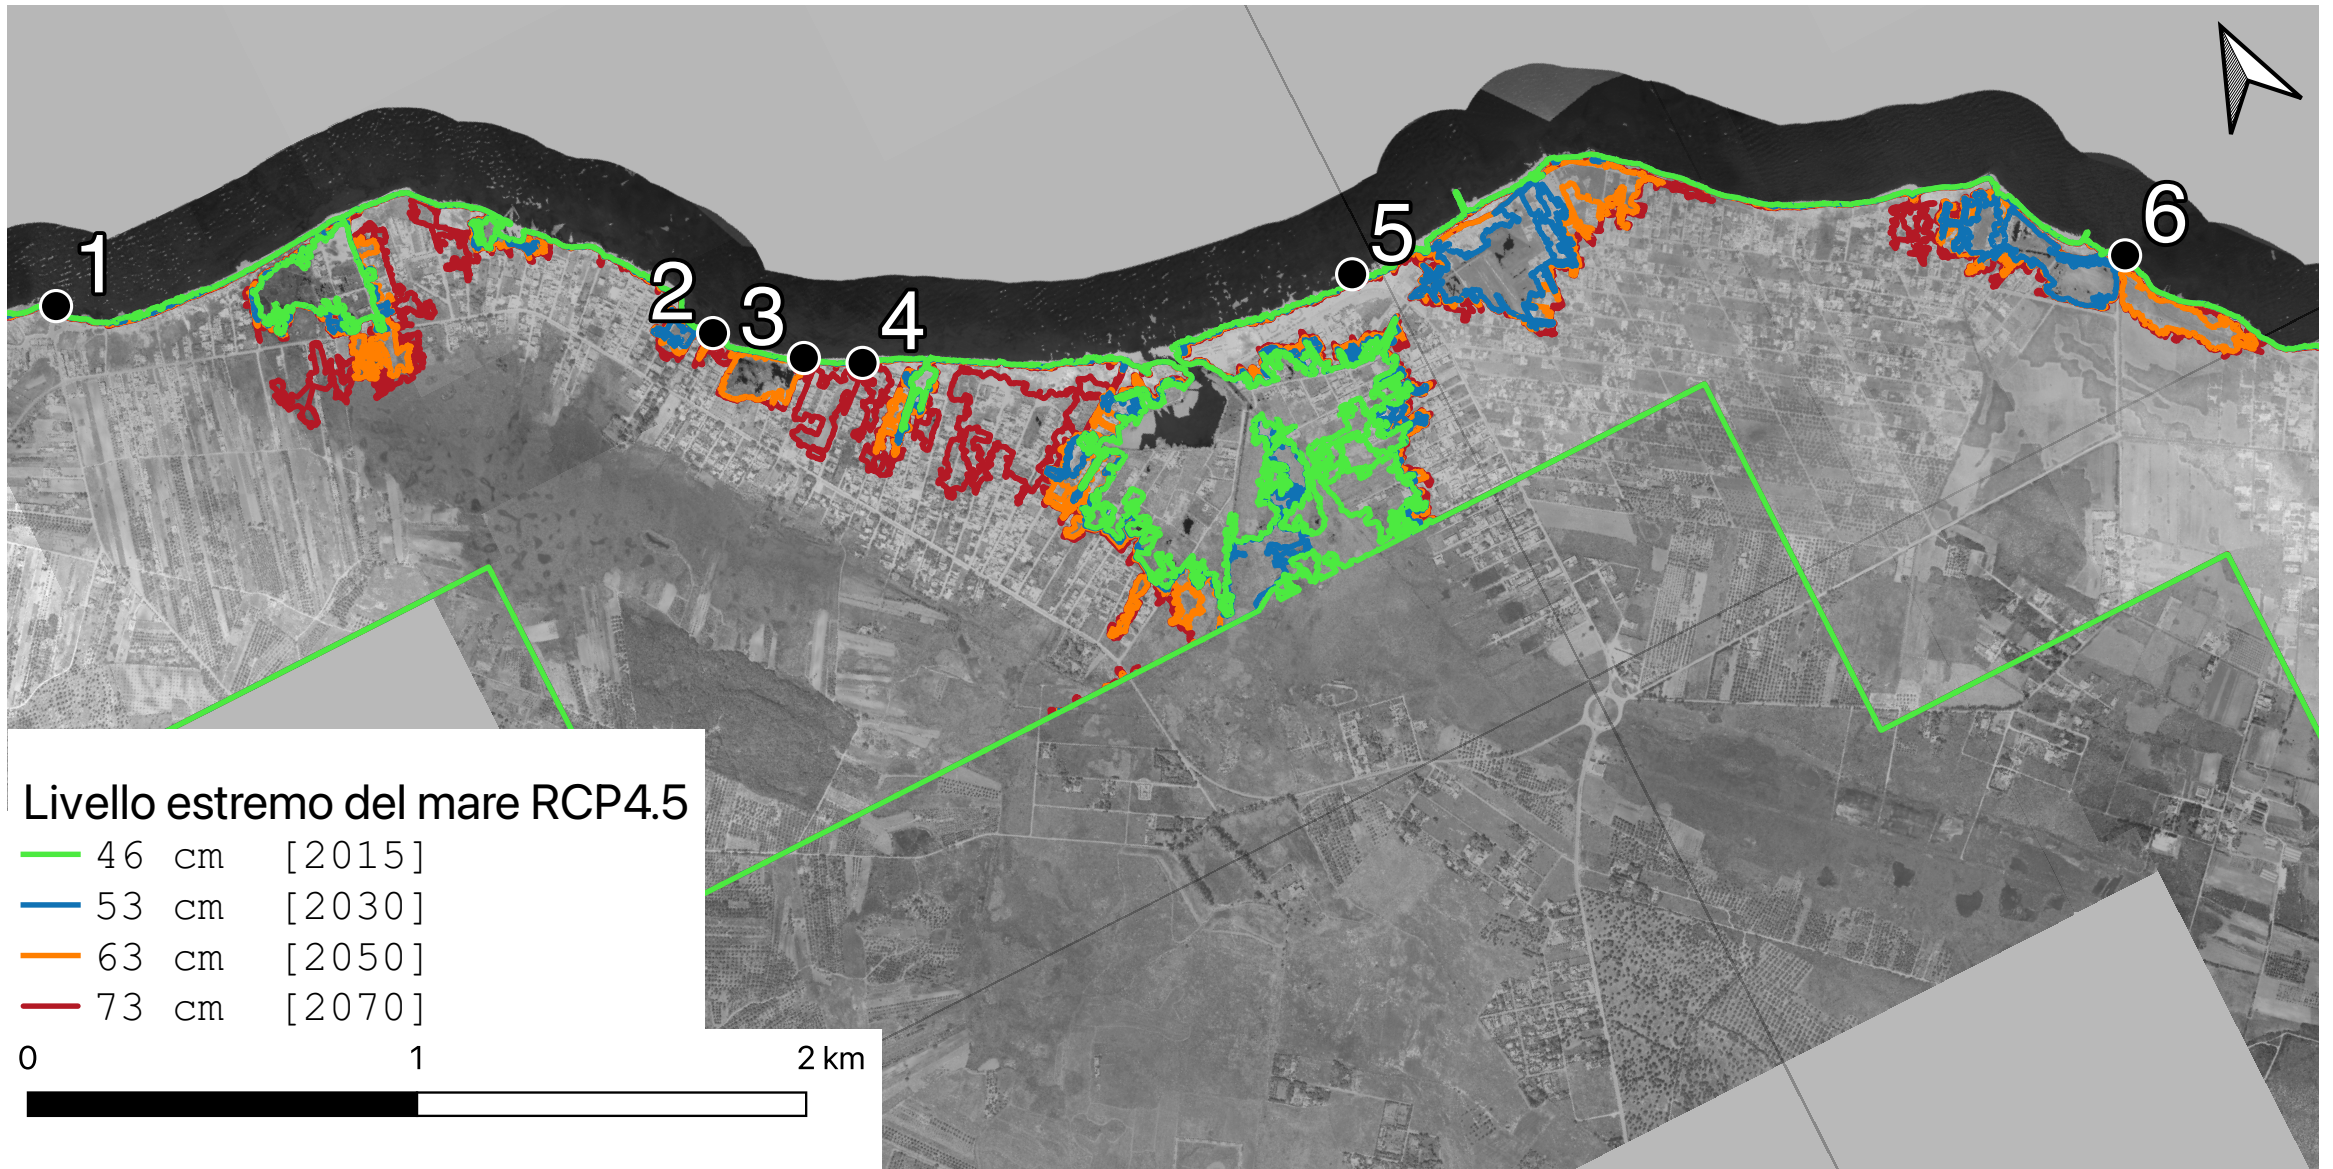 1
2
3
4
5
6
Livello estremo del mare RCP4.5
46 cm [2015]
53 cm [2030]
63 cm [2050]
73 cm [2070]
0 1 2 km